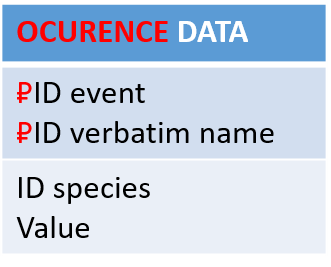 OCURENCE DATA
₽ID event
₽ID verbatim name
ID species
Value